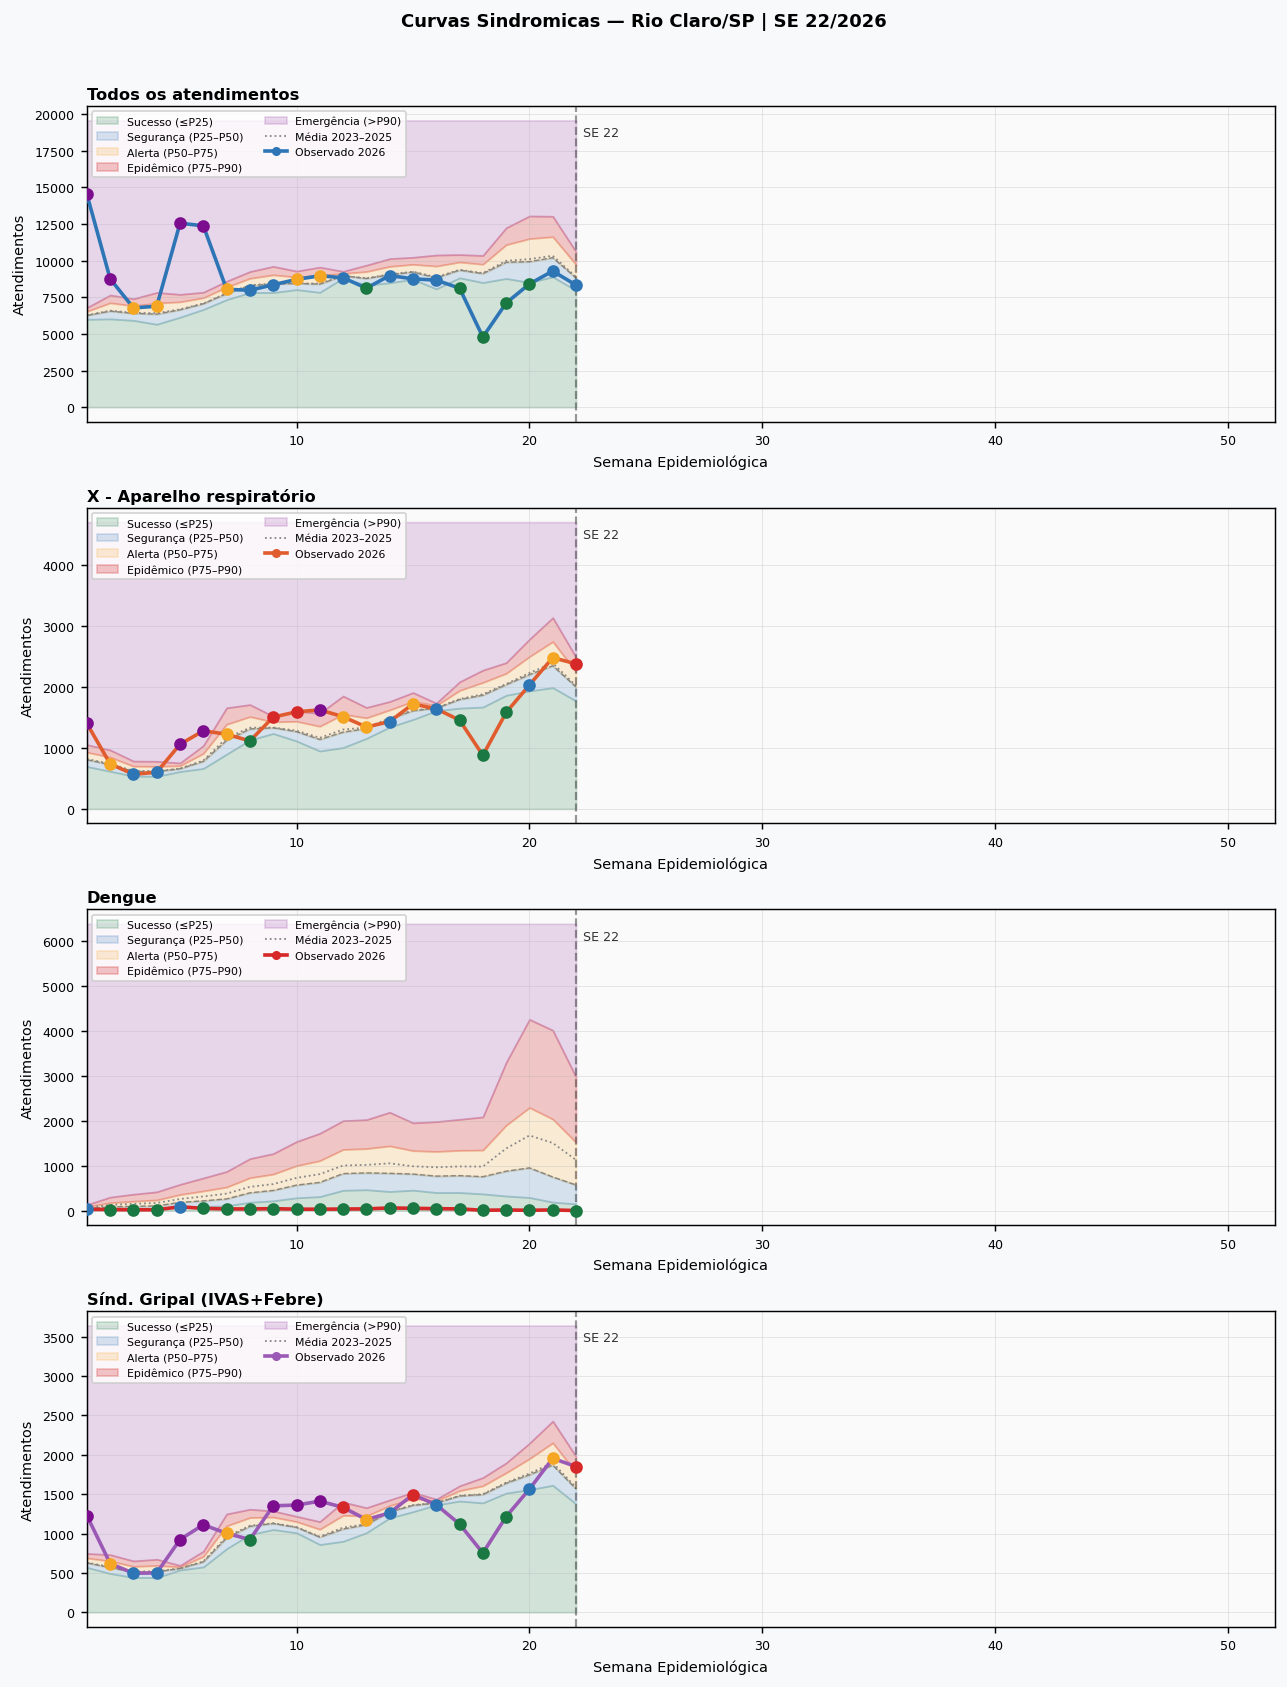 Curvas Sindromicas — Rio Claro/SP | SE 22/2026
Todos os atendimentos
Sucesso (≤P25)
Segurança (P25–P50)
Alerta (P50–P75)
Epidêmico (P75–P90)
Emergência (>P90)
Média 2023–2025
Observado 2026
SE 22
20000
17500
15000
12500
10000
7500
5000
2500
0
Atendimentos
10 20 30 40 50
Semana Epidemiológica
X - Aparelho respiratório
Sucesso (≤P25)
Segurança (P25–P50)
Alerta (P50–P75)
Epidêmico (P75–P90)
Emergência (>P90)
Média 2023–2025
Observado 2026
SE 22
4000
3000
2000
1000
0
Atendimentos
10 20 30 40 50
Semana Epidemiológica
Dengue
Sucesso (≤P25)
Segurança (P25–P50)
Alerta (P50–P75)
Epidêmico (P75–P90)
Emergência (>P90)
Média 2023–2025
Observado 2026
SE 22
6000
5000
4000
3000
2000
1000
0
Atendimentos
10 20 30 40 50
Semana Epidemiológica
Sínd. Gripal (IVAS+Febre)
Sucesso (≤P25)
Segurança (P25–P50)
Alerta (P50–P75)
Epidêmico (P75–P90)
Emergência (>P90)
Média 2023–2025
Observado 2026
SE 22
3500
3000
2500
2000
1500
1000
500
0
Atendimentos
10 20 30 40 50
Semana Epidemiológica